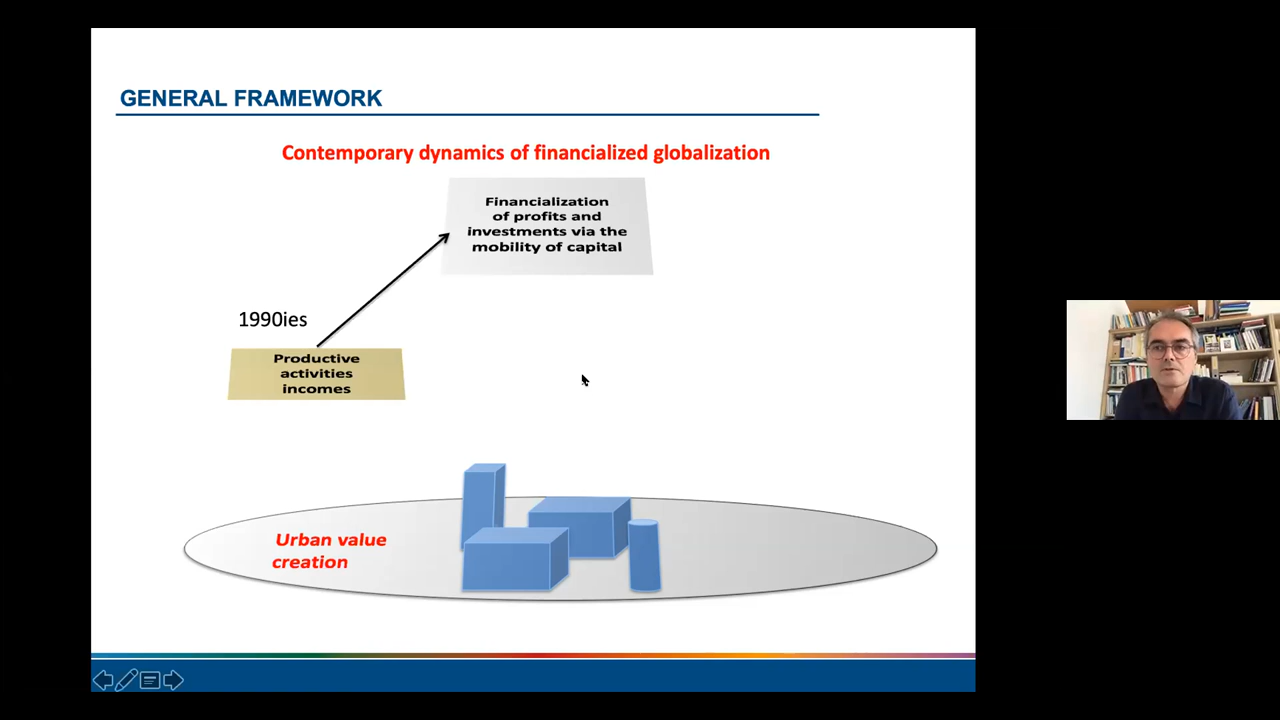 GENERAL FRAMEWORK
Contemporary dynamics of financialized globalization
Financialization
of profits and
investments via the
mobility of capital
1990ies
Productive
activities
incomes
Urban value
creation